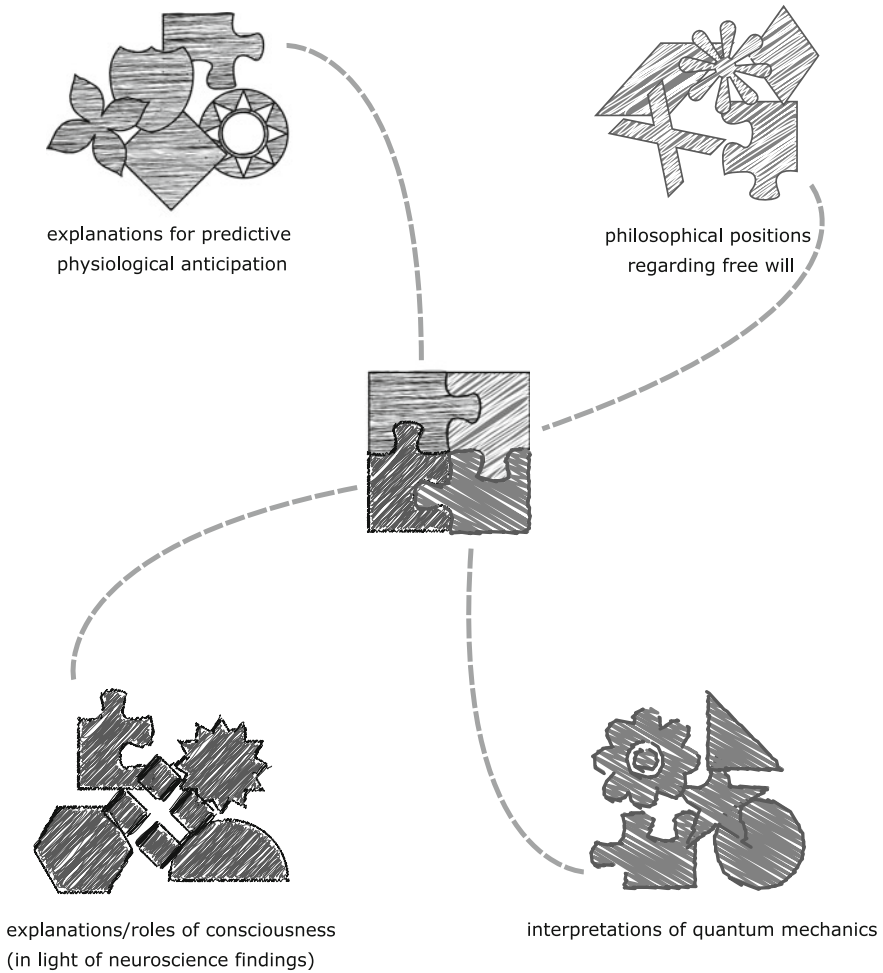 explanations for predictive
physiological anticipation
philosophical positions
regarding free will
explanations/roles of consciousness
(in light of neuroscience findings)
interpretations of quantum mechanics